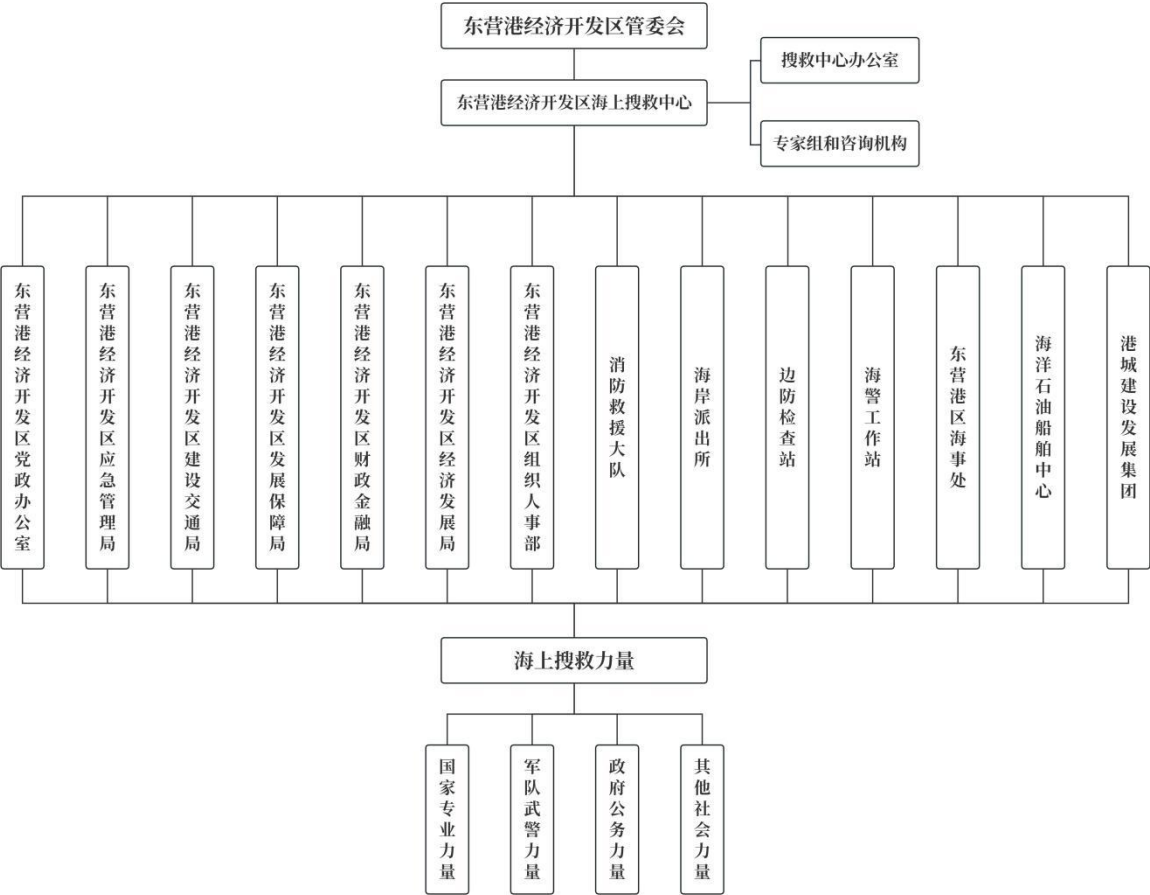 东营港经济开发区管委会
搜救中心办公室
东营港经济开发区海上搜救中心
专家组和咨询机构
东营港经济开发区党政办公室
东营港经济开发区应急管理局
东营港经济开发区建设交通局
东营港经济开发区发展保障局
东营港经济开发区财政金融局
东营港经济开发区经济发展局
东营港经济开发区组织人事部
消防救援大队
海岸派出所
边防检查站
海警工作站
东营港区海事处
海洋石油船舶中心
港城建设发展集团
海上搜救力量
国家专业力量
军队武警力量
政府公务力量
其他社会力量